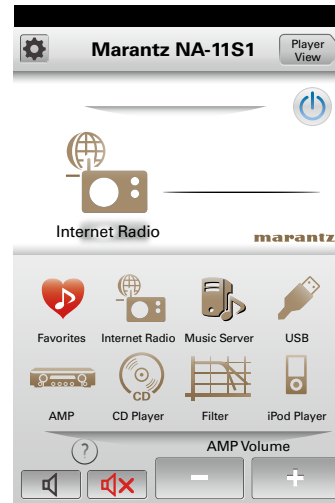 Marantz NA-11S1
Player
View
Internet Radio
marantz
Favorites Internet Radio Music Server USB
CD
AMP CD Player Filter iPod Player
? AMP Volume